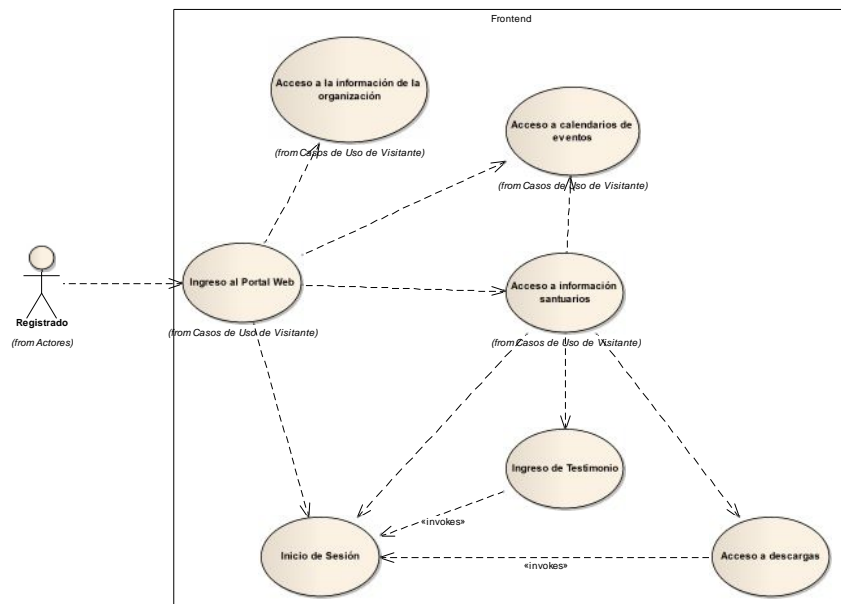 Frontend
Acceso a la información de la
organización
(from Casos de Uso de Visitante)
Acceso a calendarios de
eventos
(from Casos de Uso de Visitante)
Ingreso al Portal Web
(from Casos de Uso de Visitante)
Acceso a información
santuarios
(from Casos de Uso de Visitante)
Registrado
(from Actores)
Ingreso de Testimonio
«invokes»
Inicio de Sesión
Acceso a descargas
«invokes»